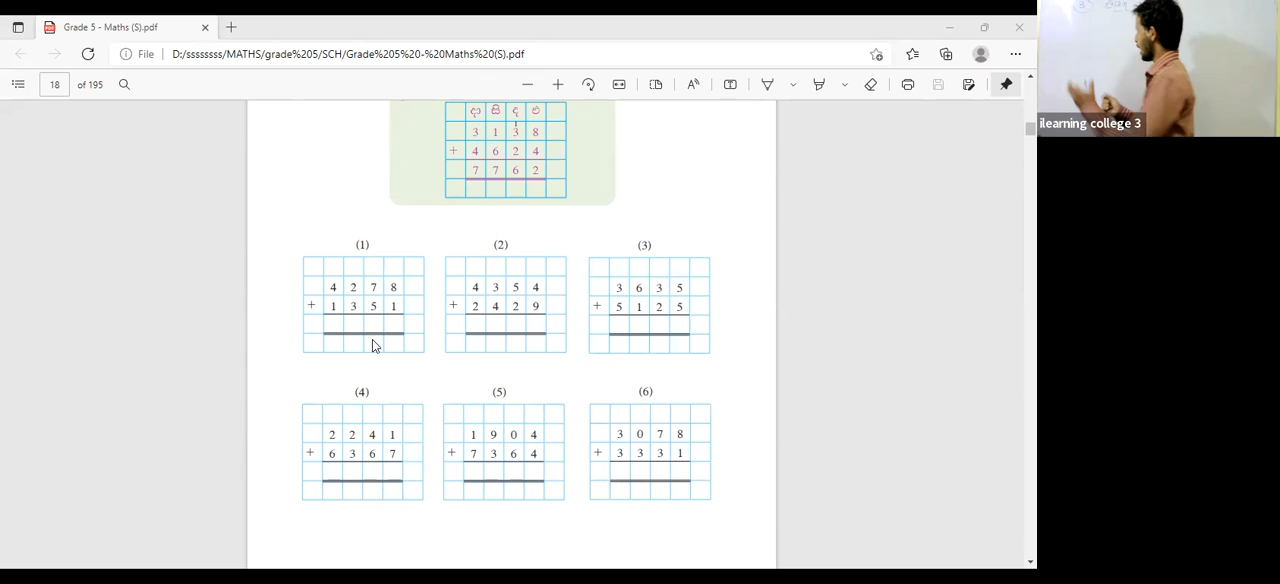 Grade 5 - Maths (S).pdf
File | D:/ssssssss/MATHS/grade%205/SCH/Grade%205%20-%20Maths%20(S).pdf
18 of 195
ilearning college 3
දා සි ද එ
1
3 1 3 8
+ 4 6 2 4
7 7 6 2
(1) (2) (3)
4 2 7 8 4 3 5 4 3 6 3 5
+ 1 3 5 1 + 2 4 2 9 + 5 1 2 5
(4) (5) (6)
2 2 4 1 1 9 0 4 3 0 7 8
+ 6 3 6 7 + 7 3 6 4 + 3 3 3 1